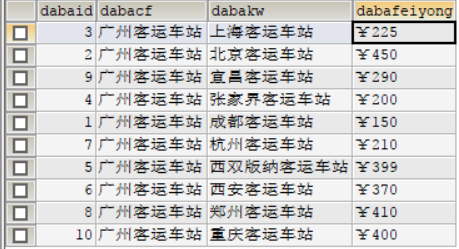 dabaid dabacf dabakw dabafeiyong
3 广州客运车站 上海客运车站 ￥225
2 广州客运车站 北京客运车站 ￥450
9 广州客运车站 宜昌客运车站 ￥290
4 广州客运车站 张家界客运车站 ￥200
1 广州客运车站 成都客运车站 ￥150
7 广州客运车站 杭州客运车站 ￥210
5 广州客运车站 西双版纳客运车站 ￥399
6 广州客运车站 西安客运车站 ￥370
8 广州客运车站 郑州客运车站 ￥410
10 广州客运车站 重庆客运车站 ￥400